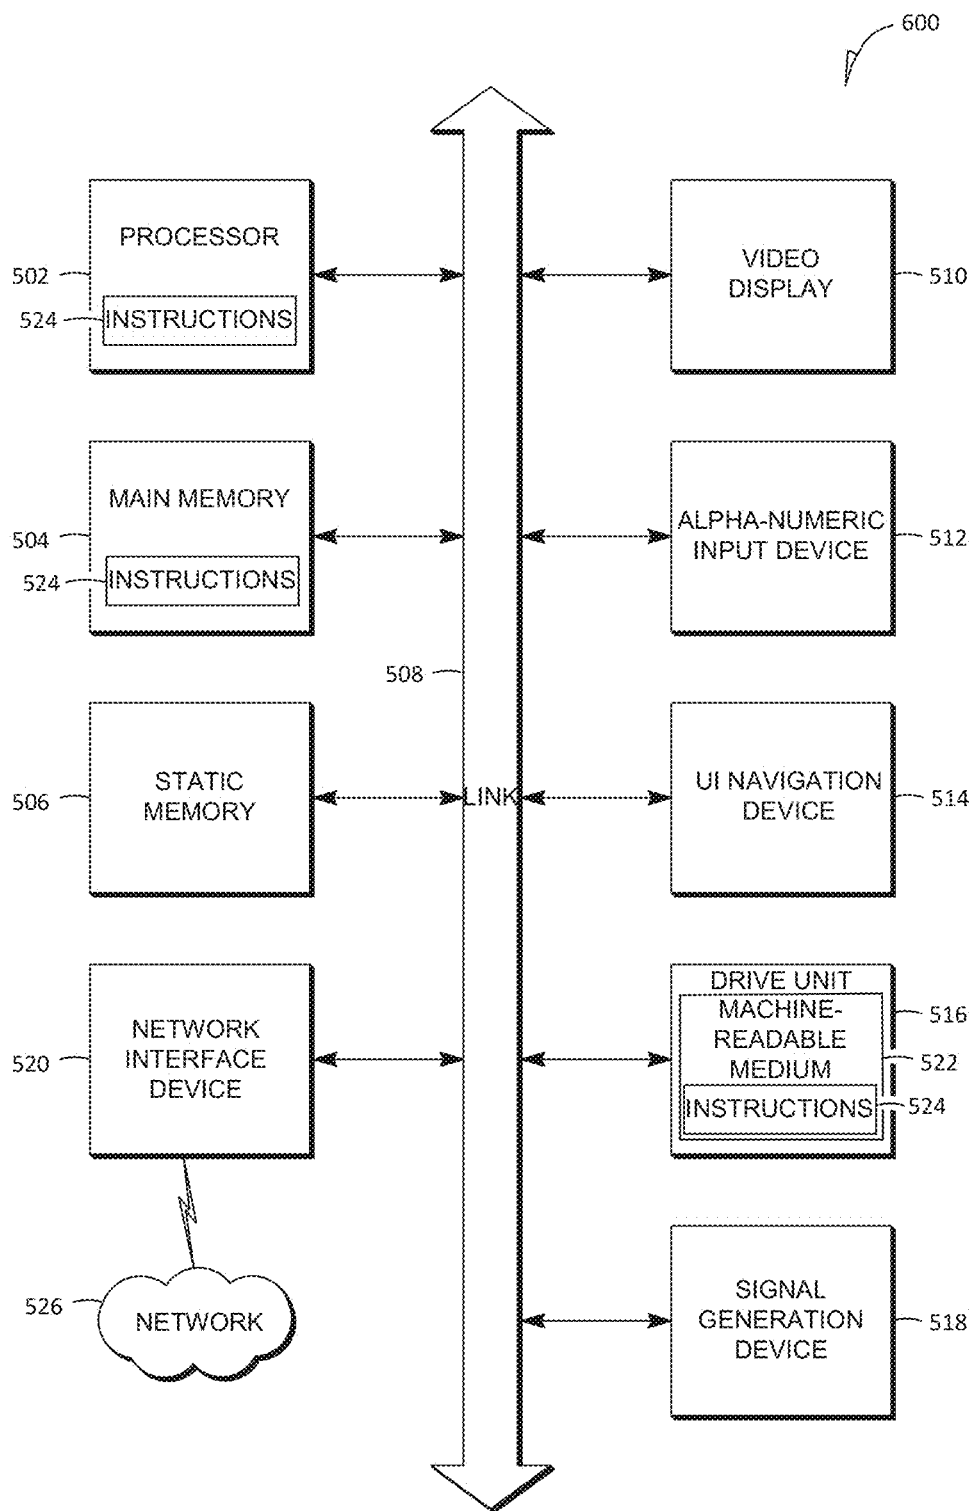 600
PROCESSOR
502
524
INSTRUCTIONS
VIDEO
DISPLAY
510
MAIN MEMORY
504
524
INSTRUCTIONS
ALPHA-NUMERIC
INPUT DEVICE
512
508
STATIC
MEMORY
506
LINK
UI NAVIGATION
DEVICE
514
NETWORK
INTERFACE
DEVICE
520
DRIVE UNIT
MACHINE-
READABLE
MEDIUM
INSTRUCTIONS
516
522
524
526
NETWORK
SIGNAL
GENERATION
DEVICE
518